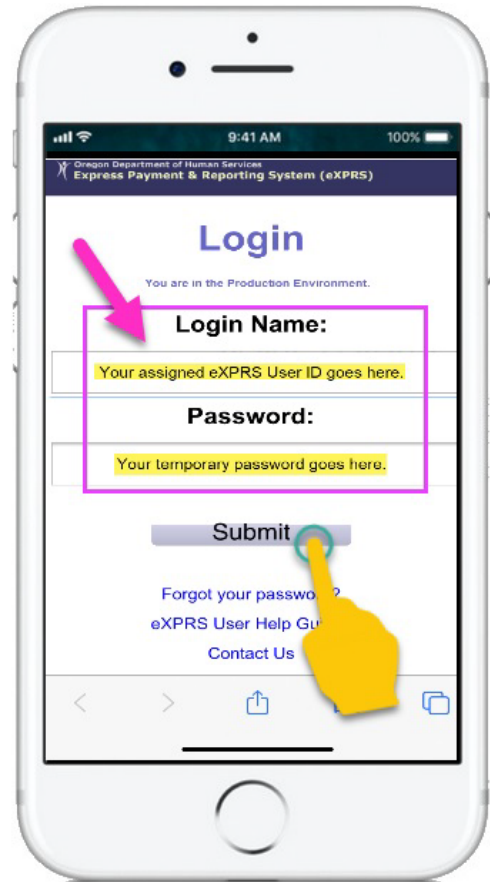 9:41 AM
100%
Oregon Department of Human Services
Express Payment & Reporting System (eXPRS)
Login
You are in the Production Environment.
Login Name:
Your assigned eXPRS User ID goes here.
Password:
Your temporary password goes here.
Submit
Forgot your
eXPRS User Help
Contact Us